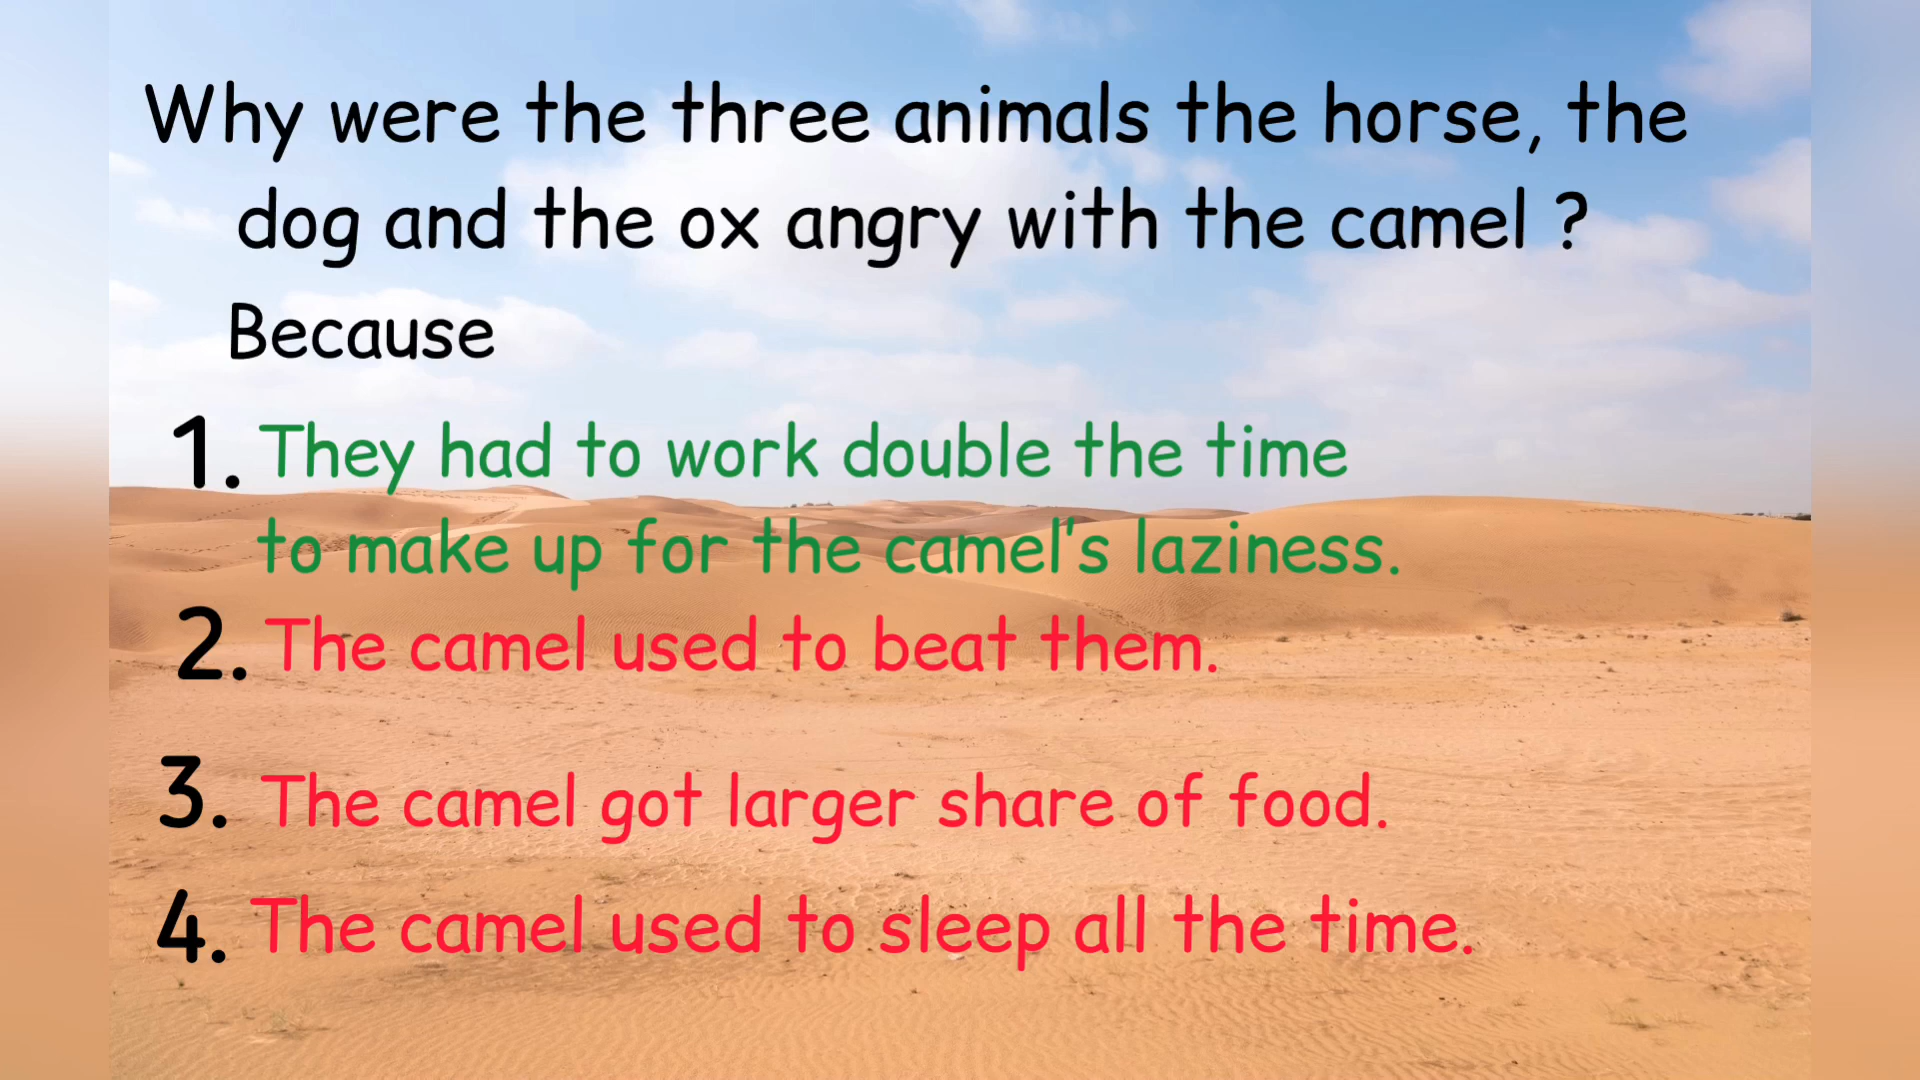 Why were the three animals the horse, the
dog and the ox angry with the camel ?
Because
1. They had to work double the time
to make up for the camel's laziness.
2. The camel used to beat them.
3. The camel got larger share of food.
4. The camel used to sleep all the time.